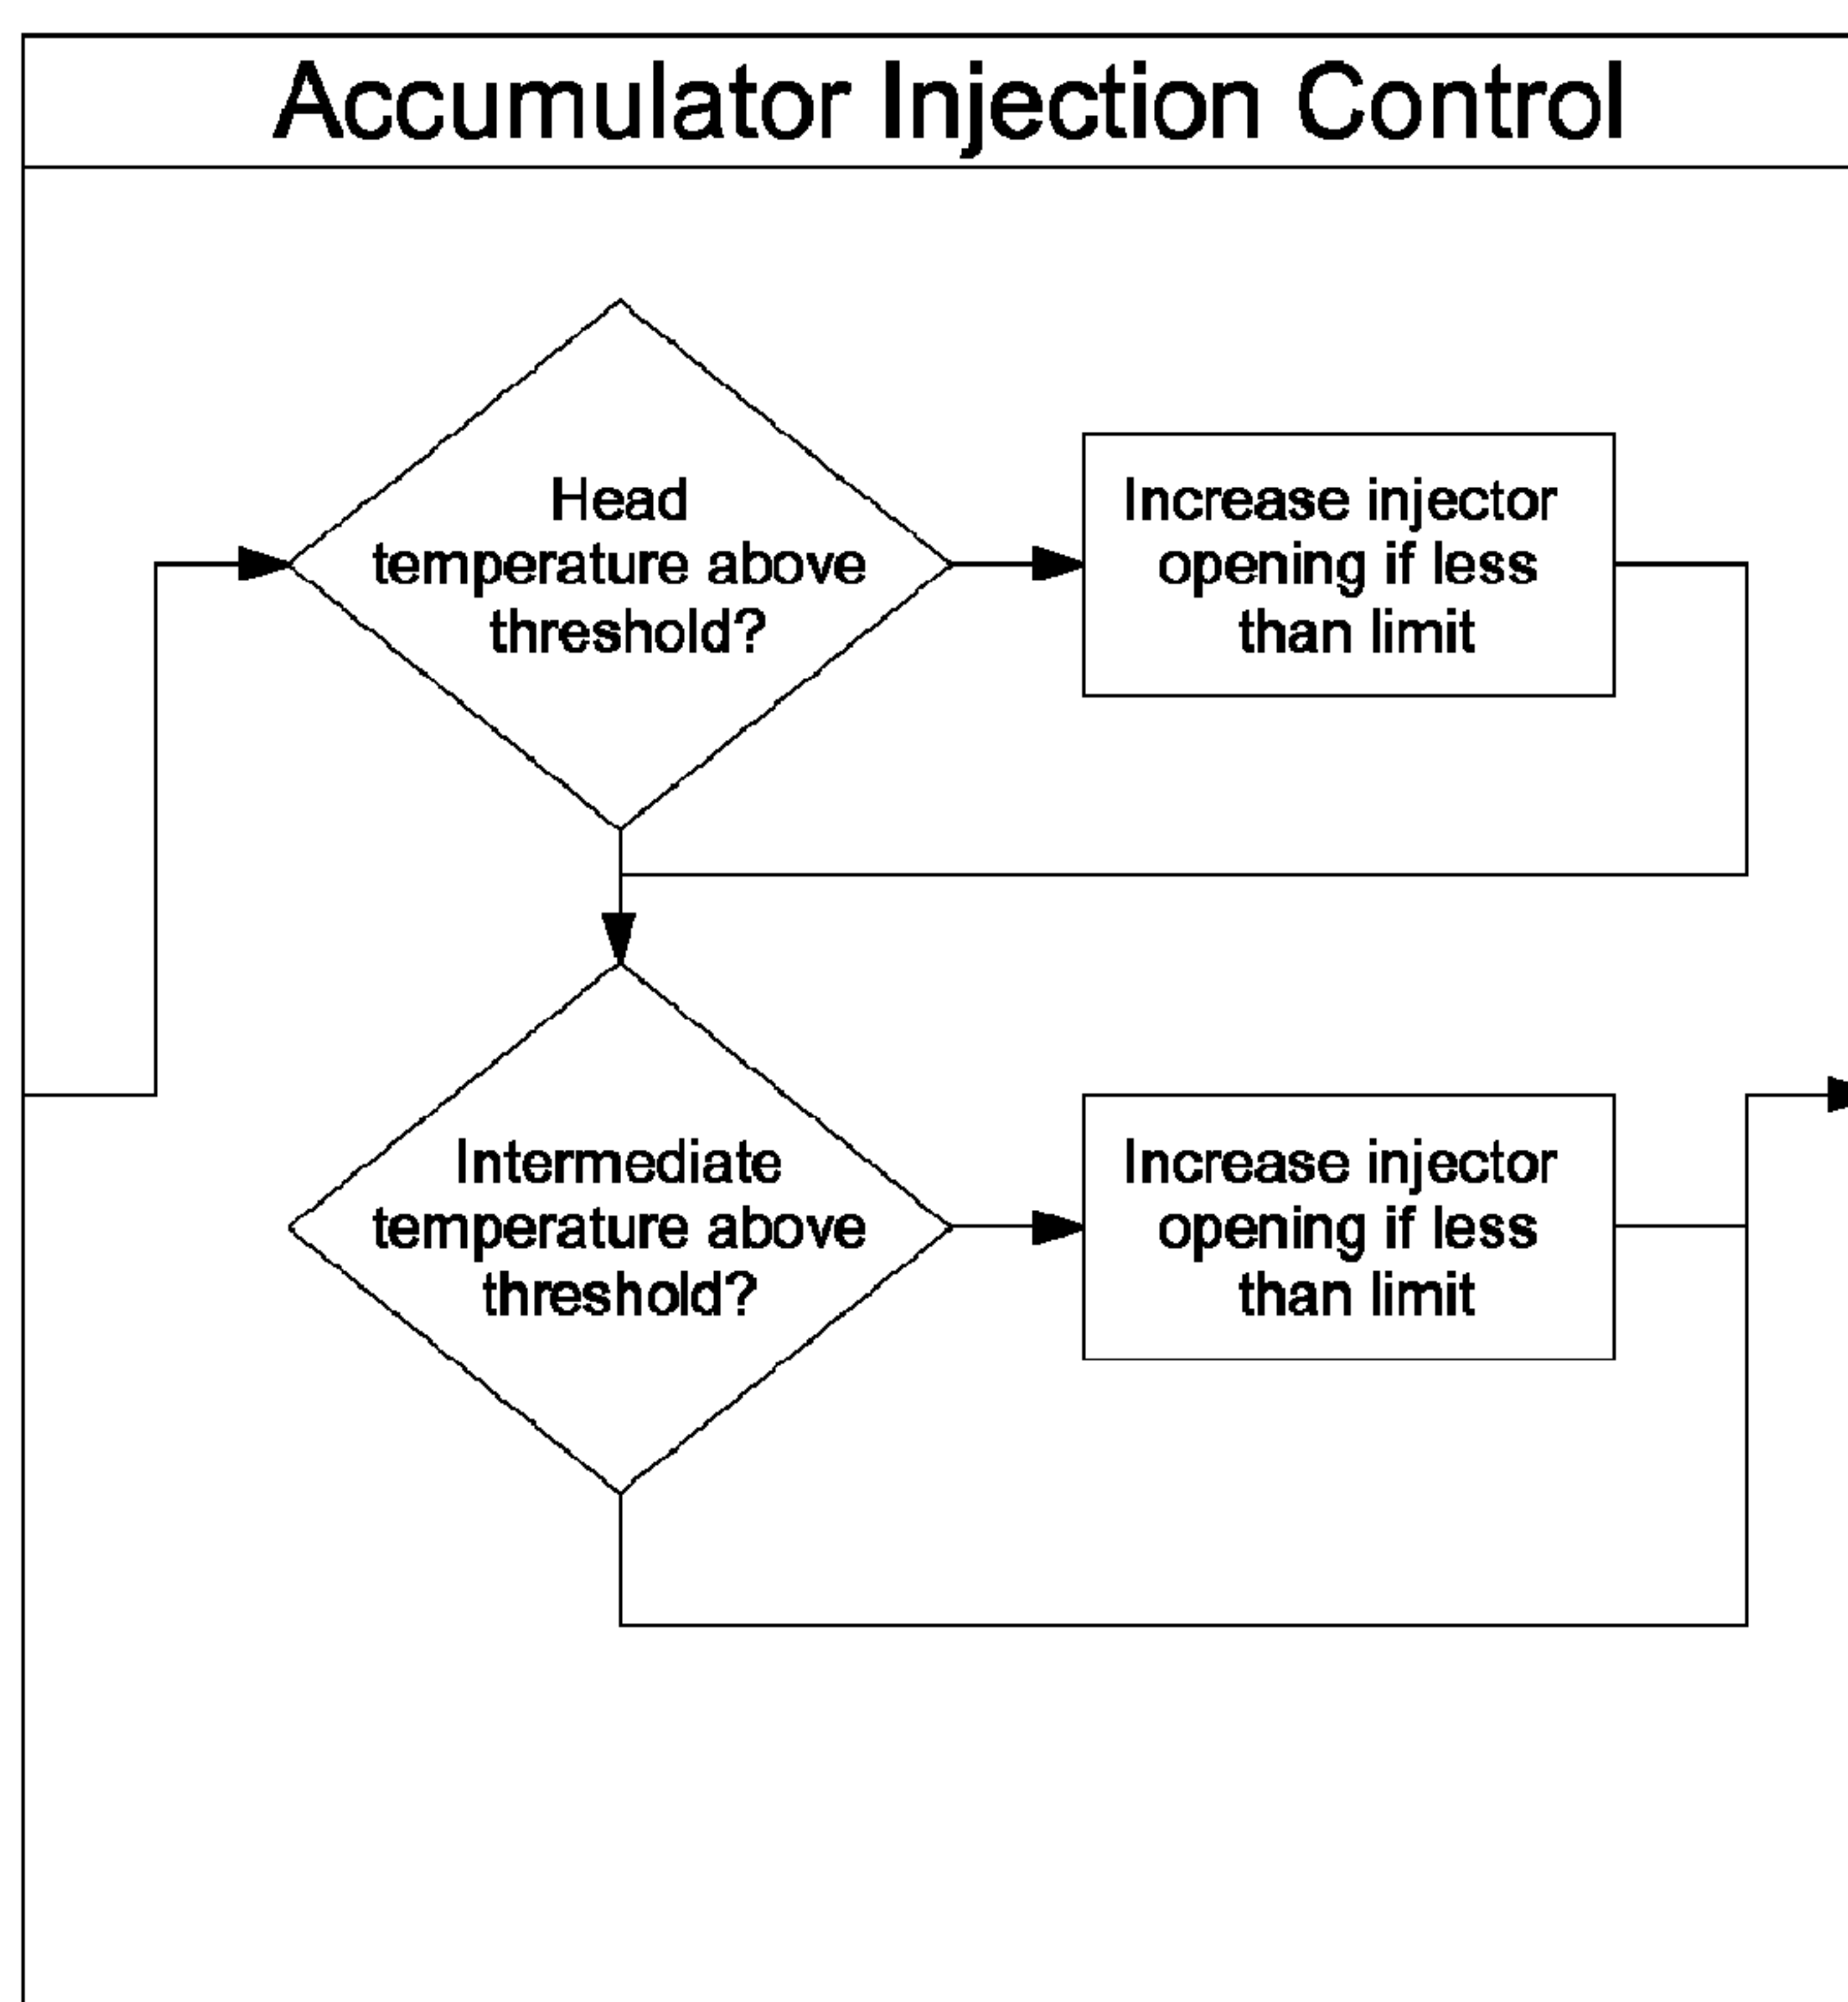 Accumulator Injection Control
Head
temperature above
threshold?
Increase injector
opening if less
than limit
Intermediate
temperature above
threshold?
Increase injector
opening if less
than limit